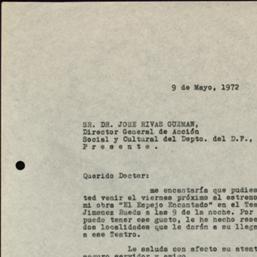 9 de Mayo, 1972
SR. DR. JOSE RIVAS GUZMAN,
Director General de Acción
Social y Cultural del Depto. del D.F.,
P r e s e n t e .
Querido Doctor:
me encantaría que pudies
ted venir el viernes próximo al estreno
mi obra "El Espejo Encantado" en el Tea
Jimenez Rueda a las 9 de la noche. Por
puedo tener ese gusto, le he hecho rese
dos localidades que le darán a su llega
a ese Teatro.
Le saluda con afecto su atent